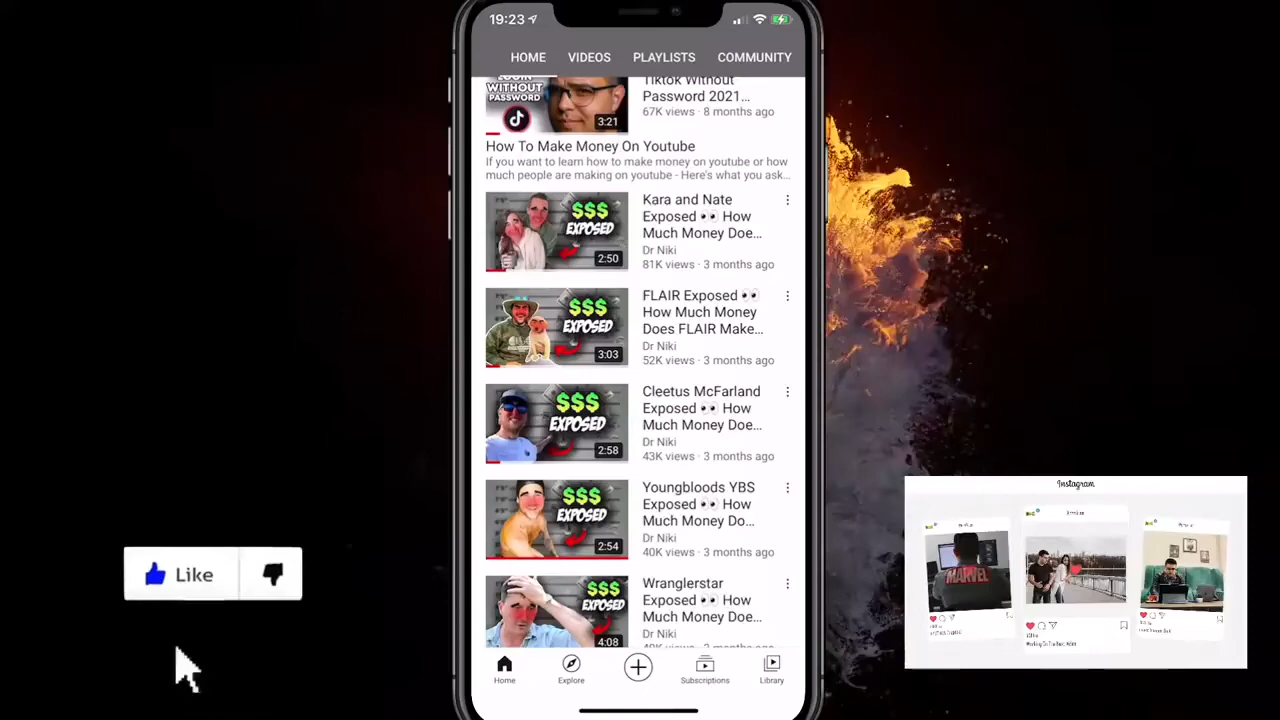 19:23
HOME VIDEOS PLAYLISTS COMMUNITY
LOGIN
WITHOUT
PASSWORD
3:21
Tiktok Without
Password 2021...
67K views · 8 months ago
How To Make Money On Youtube
If you want to learn how to make money on youtube or how
much people are making on youtube - Here's what you ask...
$$$
EXPOSED
2:50
Kara and Nate
Exposed 👀 How
Much Money Doe...
Dr Niki
81K views · 3 months ago
$$$
EXPOSED
3:03
FLAIR Exposed 👀
How Much Money
Does FLAIR Make...
Dr Niki
52K views · 3 months ago
$$$
EXPOSED
2:58
Cleetus McFarland
Exposed 👀 How
Much Money Doe...
Dr Niki
43K views · 3 months ago
$$$
EXPOSED
2:54
Youngbloods YBS
Exposed 👀 How
Much Money Do...
Dr Niki
40K views · 3 months ago
$$$
EXPOSED
4:08
Wranglerstar
Exposed 👀 How
Much Money Doe...
Dr Niki
Home Explore Subscriptions Library
Like
Instagram
MARVEL